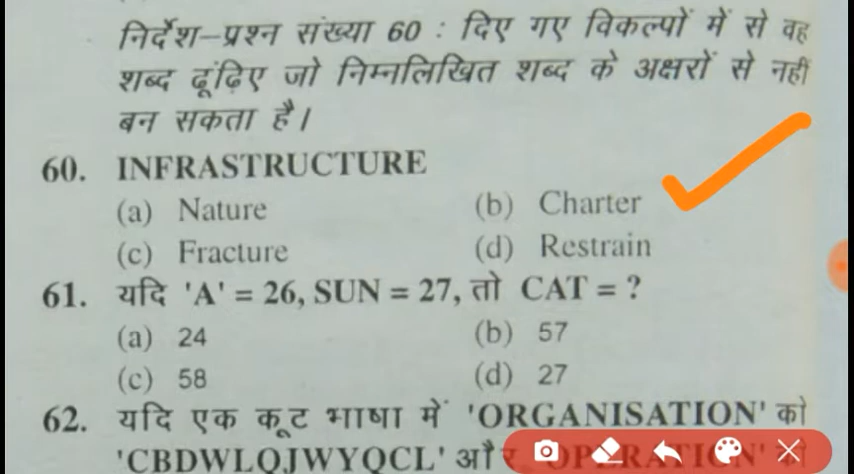 निर्देश–प्रश्न संख्या 60 : दिए गए विकल्पों में से वह
शब्द ढूंढ़िए जो निम्नलिखित शब्द के अक्षरों से नहीं
बन सकता है।
60. INFRASTRUCTURE
(a) Nature (b) Charter
(c) Fracture (d) Restrain
61. यदि 'A' = 26, SUN = 27, तो CAT = ?
(a) 24 (b) 57
(c) 58 (d) 27
62. यदि एक कूट भाषा में 'ORGANISATION' को
'CBDWLQJWYQCL' और 'OPERATION' को